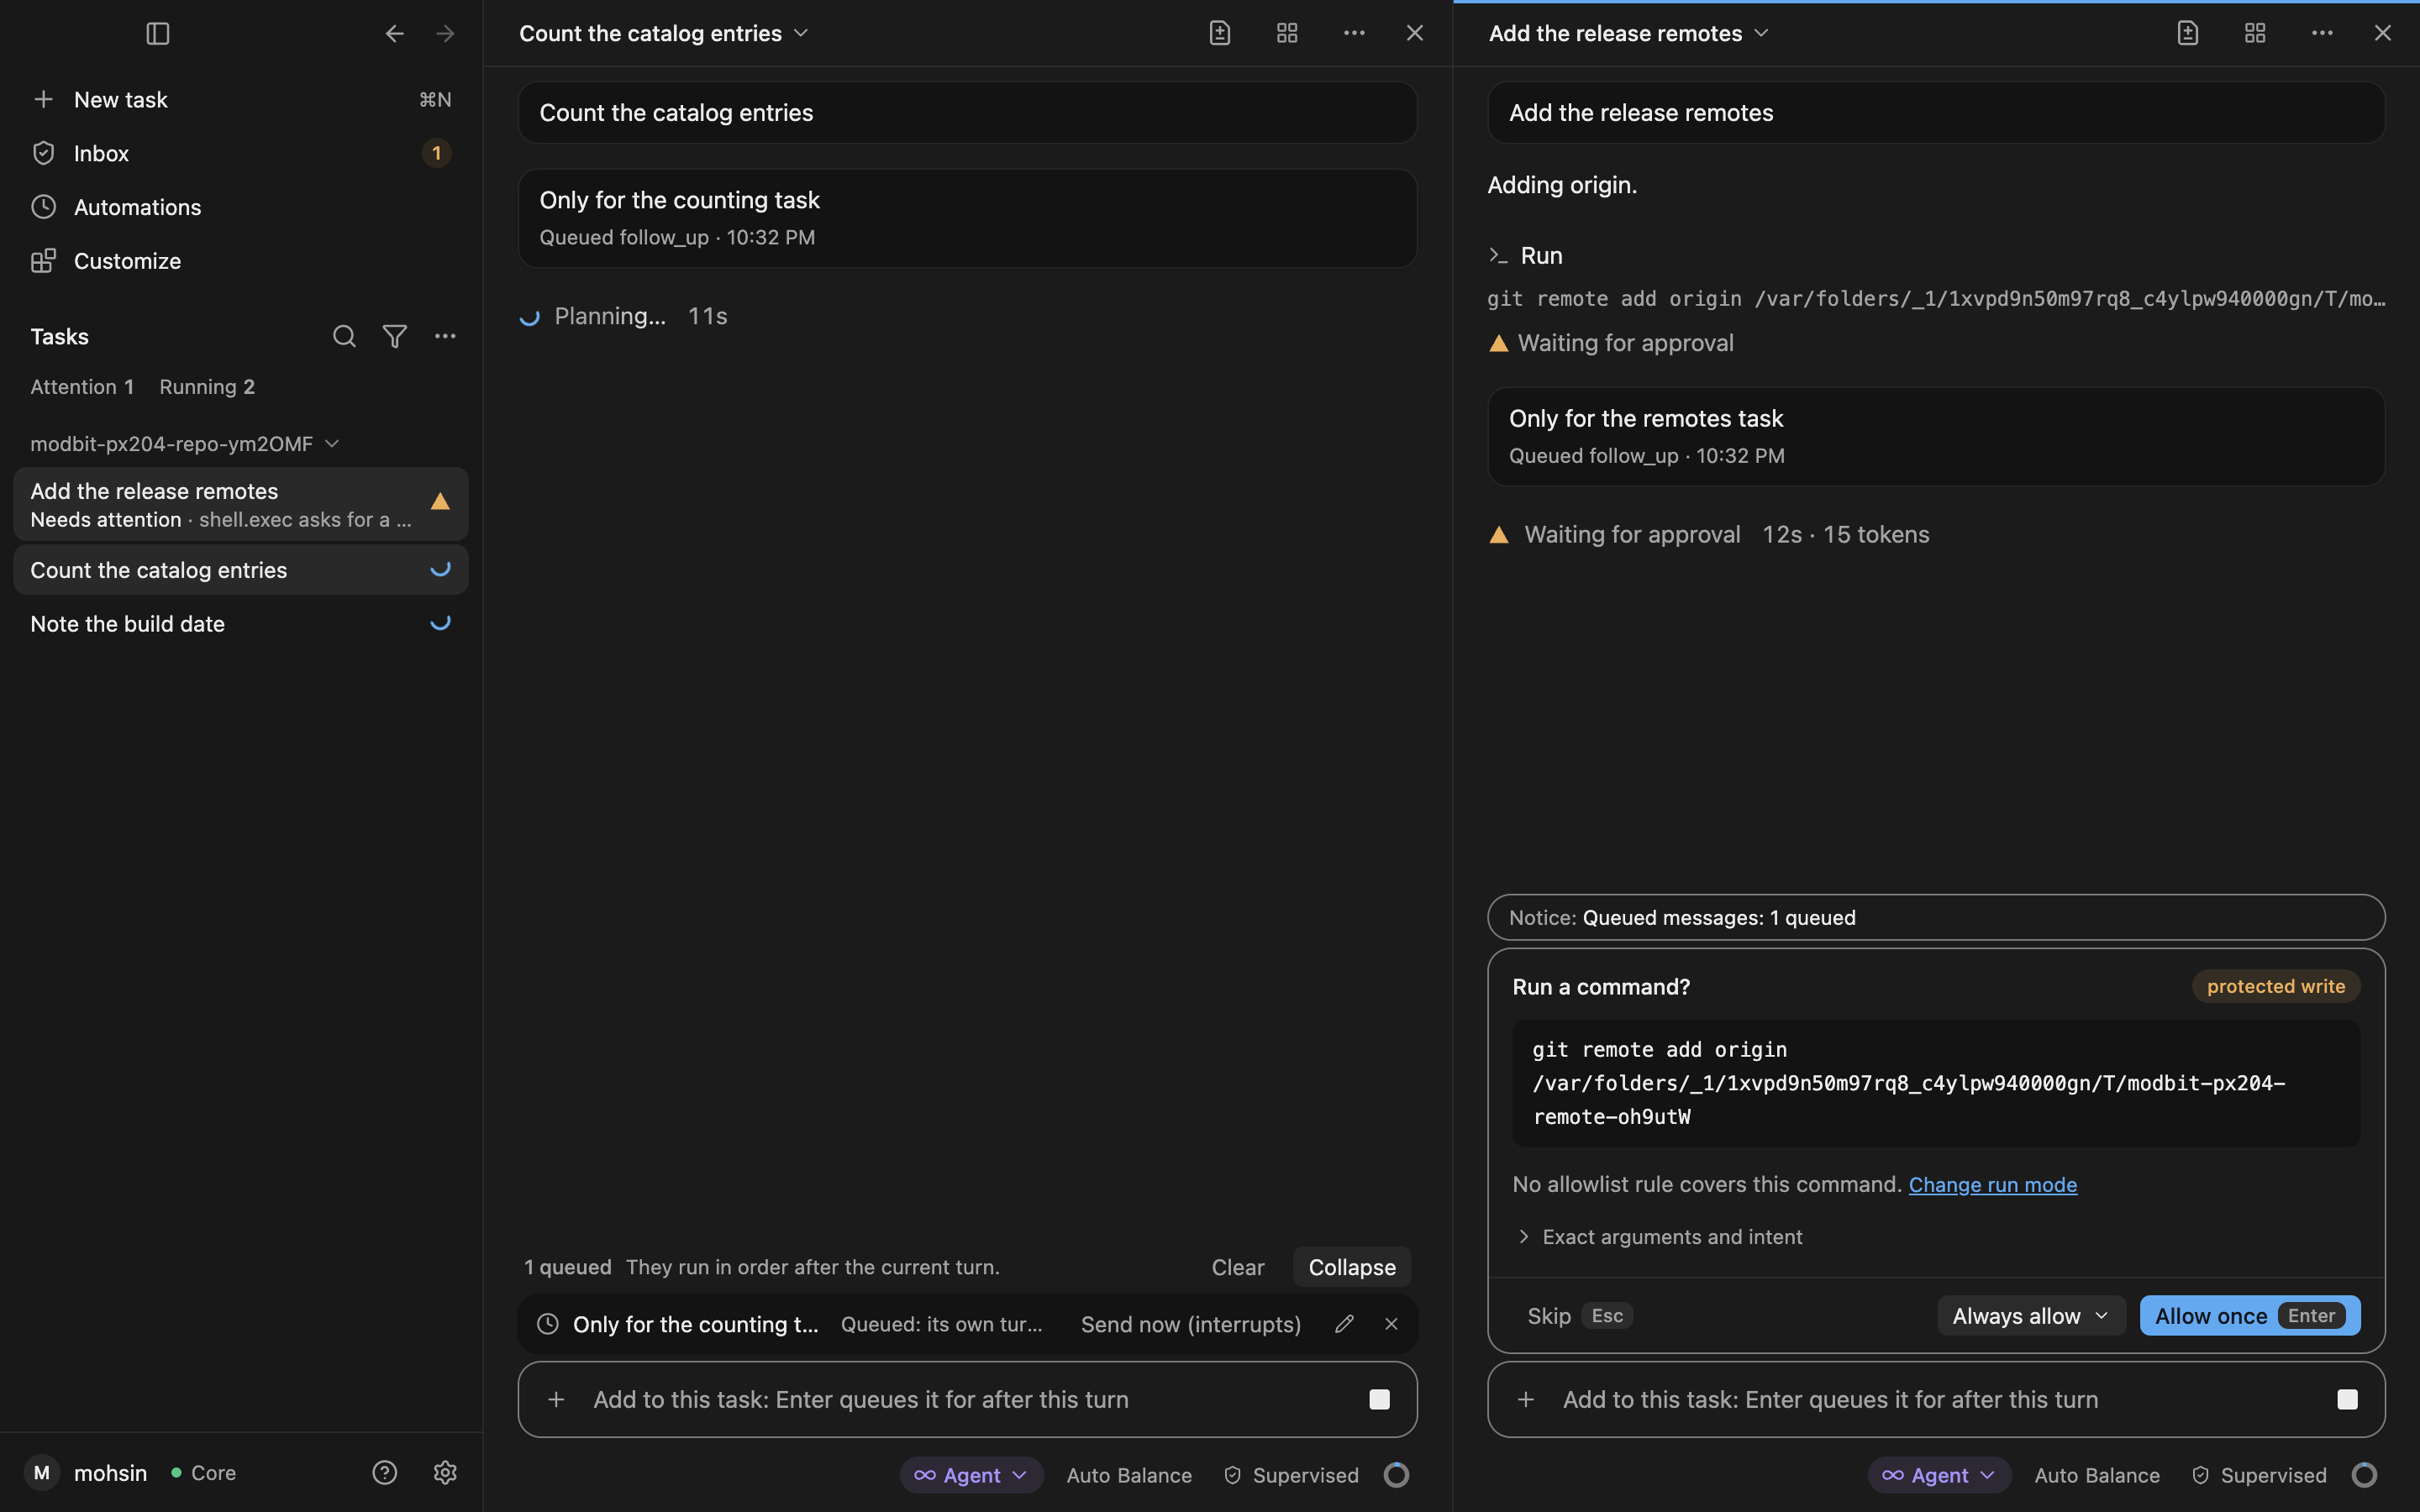 New task ⌘N
Inbox 1
Automations
Customize
Tasks
Attention 1 Running 2
modbit-px204-repo-ym2OMF
Add the release remotes
Needs attention · shell.exec asks for a ...
Count the catalog entries
Note the build date
M mohsin Core
Count the catalog entries
Count the catalog entries
Only for the counting task
Queued follow_up · 10:32 PM
Planning... 11s
1 queued They run in order after the current turn. Clear Collapse
Only for the counting t... Queued: its own tur... Send now (interrupts)
Add to this task: Enter queues it for after this turn
Agent Auto Balance Supervised
Add the release remotes
Add the release remotes
Adding origin.
Run
git remote add origin /var/folders/_1/1xvpd9n50m97rq8_c4ylpw940000gn/T/mo…
Waiting for approval
Only for the remotes task
Queued follow_up · 10:32 PM
Waiting for approval 12s · 15 tokens
Notice: Queued messages: 1 queued
Run a command? protected write
git remote add origin
/var/folders/_1/1xvpd9n50m97rq8_c4ylpw940000gn/T/modbit-px204-
remote-oh9utW
No allowlist rule covers this command. Change run mode
Exact arguments and intent
Skip Esc Always allow Allow once Enter
Add to this task: Enter queues it for after this turn
Agent Auto Balance Supervised